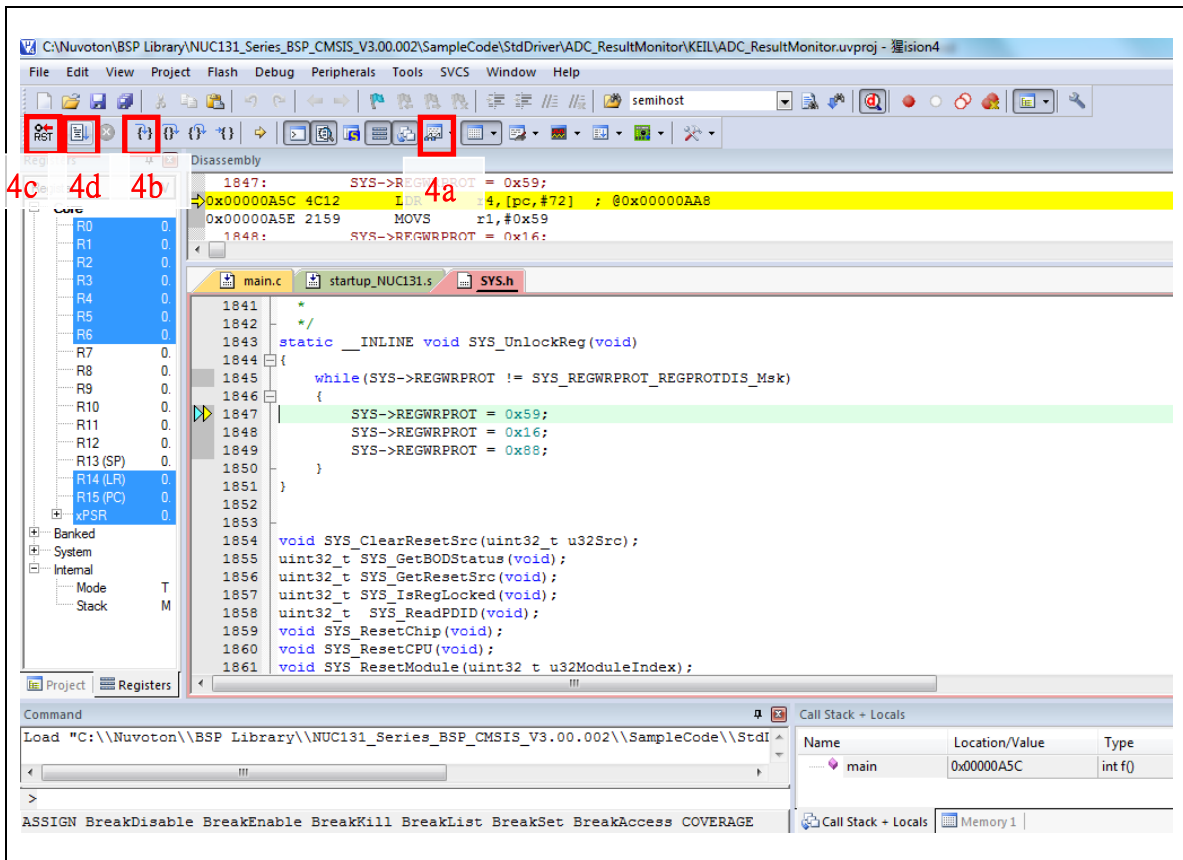 C:\Nuvoton\BSP Library\NUC131_Series_BSP_CMSIS_V3.00.002\SampleCode\StdDriver\ADC_ResultMonitor\KEIL\ADC_ResultMonitor.uvproj - 猩ision4
File Edit View Project Flash Debug Peripherals Tools SVCS Window Help
semihost
RST
4c 4d 4b 4a
Disassembly
1847: SYS->REGWRPROT = 0x59;
0x00000A5C 4C12 LDR r4,[pc,#72] ; @0x00000AA8
0x00000A5E 2159 MOVS r1,#0x59
1848: SYS->REGWRPROT = 0x16;
Core
R0 0.
R1 0.
R2 0.
R3 0.
R4 0.
R5 0.
R6 0.
R7 0.
R8 0.
R9 0.
R10 0.
R11 0.
R12 0.
R13 (SP) 0.
R14 (LR) 0.
R15 (PC) 0.
xPSR 0.
Banked
System
Internal
Mode T
Stack M
Project Registers
main.c startup_NUC131.s SYS.h
1841 *
1842 */
1843 static __INLINE void SYS_UnlockReg(void)
1844 {
1845 while(SYS->REGWRPROT != SYS_REGWRPROT_REGPROTDIS_Msk)
1846 {
1847 SYS->REGWRPROT = 0x59;
1848 SYS->REGWRPROT = 0x16;
1849 SYS->REGWRPROT = 0x88;
1850 }
1851 }
1852
1853
1854 void SYS_ClearResetSrc(uint32_t u32Src);
1855 uint32_t SYS_GetBODStatus(void);
1856 uint32_t SYS_GetResetSrc(void);
1857 uint32_t SYS_IsRegLocked(void);
1858 uint32_t SYS_ReadPDID(void);
1859 void SYS_ResetChip(void);
1860 void SYS_ResetCPU(void);
1861 void SYS_ResetModule(uint32_t u32ModuleIndex);
Command
Load "C:\\Nuvoton\\BSP Library\\NUC131_Series_BSP_CMSIS_V3.00.002\\SampleCode\\StdI
>
ASSIGN BreakDisable BreakEnable BreakKill BreakList BreakSet BreakAccess COVERAGE
Call Stack + Locals
Name Location/Value Type
main 0x00000A5C int f()
Call Stack + Locals Memory 1